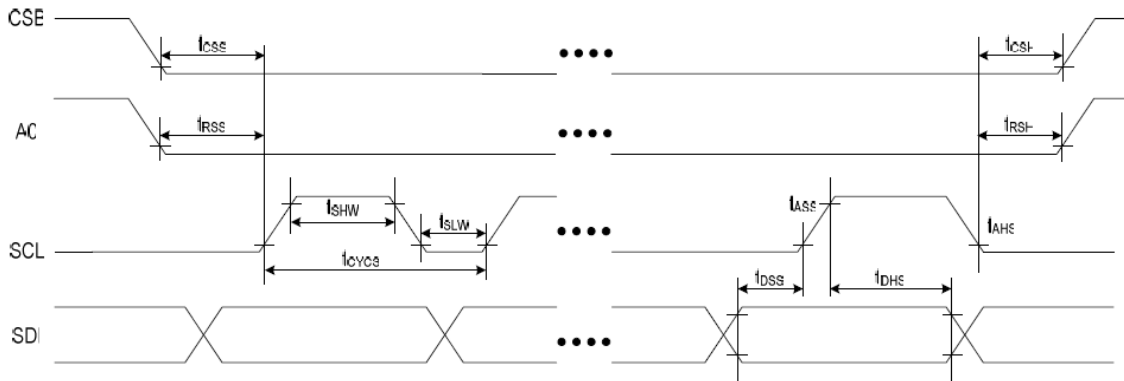 CSB
tCSS
tCSH
A0
tRSS
tRSH
SCL
tSHW
tSLW
tCYCS
tASS
tAHS
SDI
tDSS
tDHS